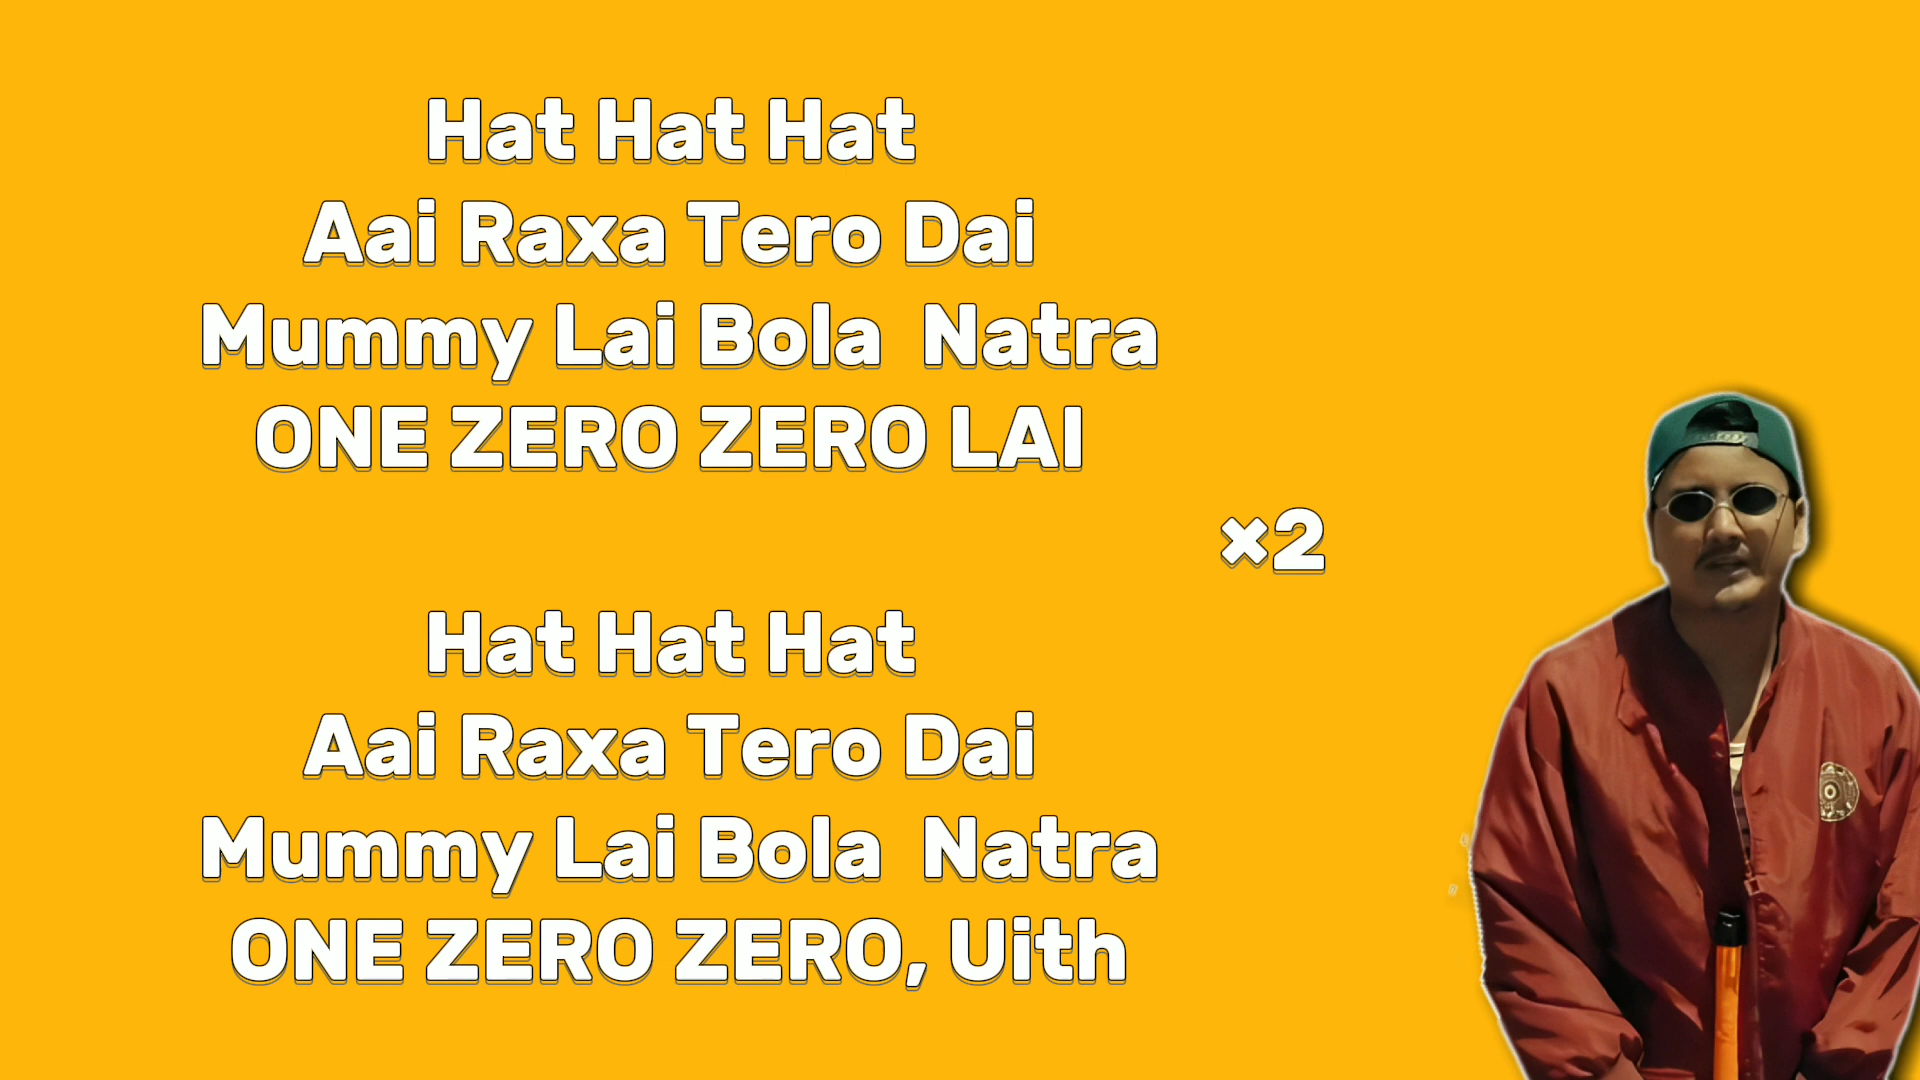 Hat Hat Hat
Aai Raxa Tero Dai
Mummy Lai Bola  Natra
ONE ZERO ZERO LAI
×2
Hat Hat Hat
Aai Raxa Tero Dai
Mummy Lai Bola  Natra
ONE ZERO ZERO, Uith